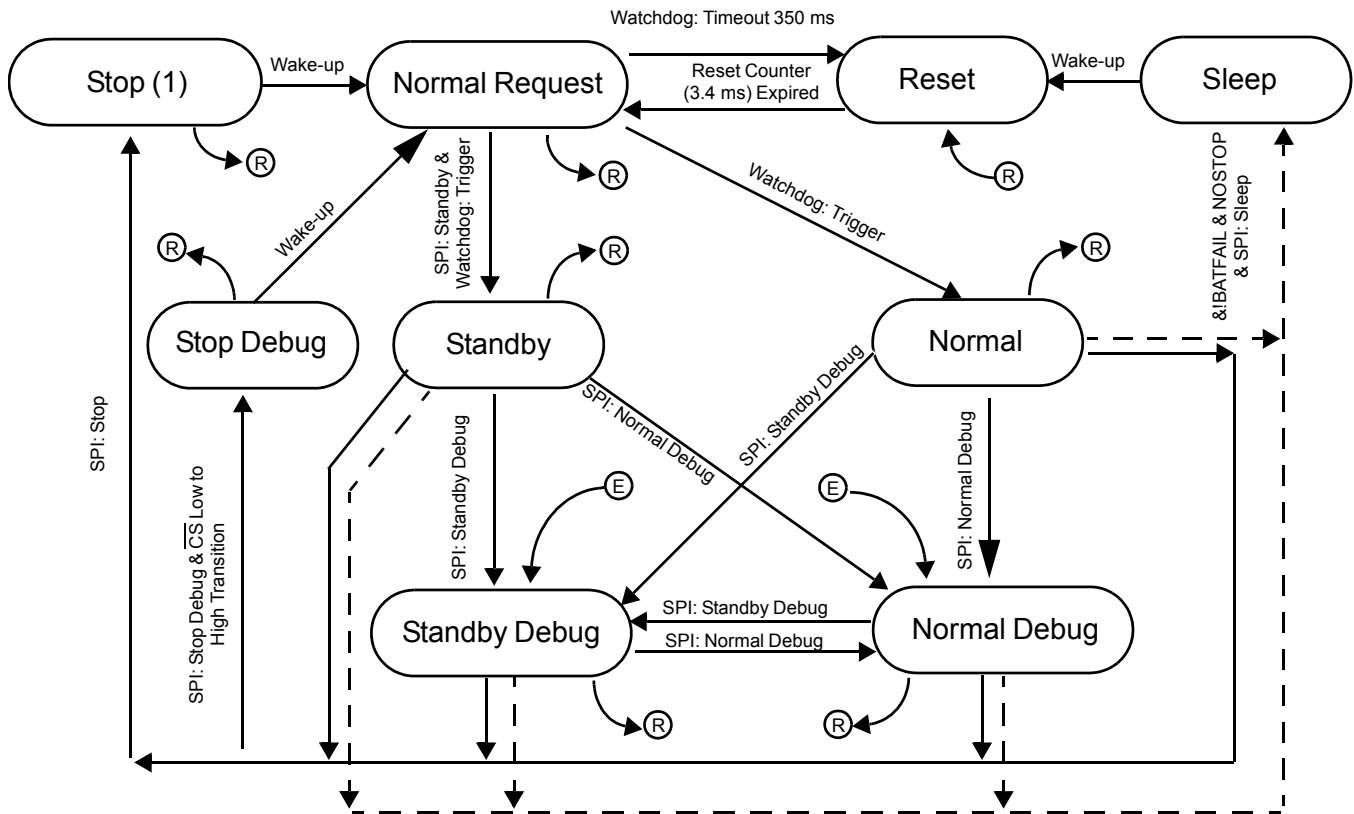 Watchdog: Timeout 350 ms
Stop (1)
Wake-up
Normal Request
Reset Counter
(3.4 ms) Expired
Reset
Wake-up
Sleep
R
R
R
SPI: Standby &
Watchdog: Trigger
Watchdog: Trigger
Wake-up
&!BATFAIL & NOSTOP
& SPI: Sleep
R
R
R
Stop Debug
Standby
Normal
SPI: Stop
SPI: Stop Debug & CS Low to
High Transition
SPI: Standby Debug
SPI: Normal Debug
SPI: Standby Debug
SPI: Normal Debug
E
E
Standby Debug
SPI: Standby Debug
SPI: Normal Debug
Normal Debug
R
R